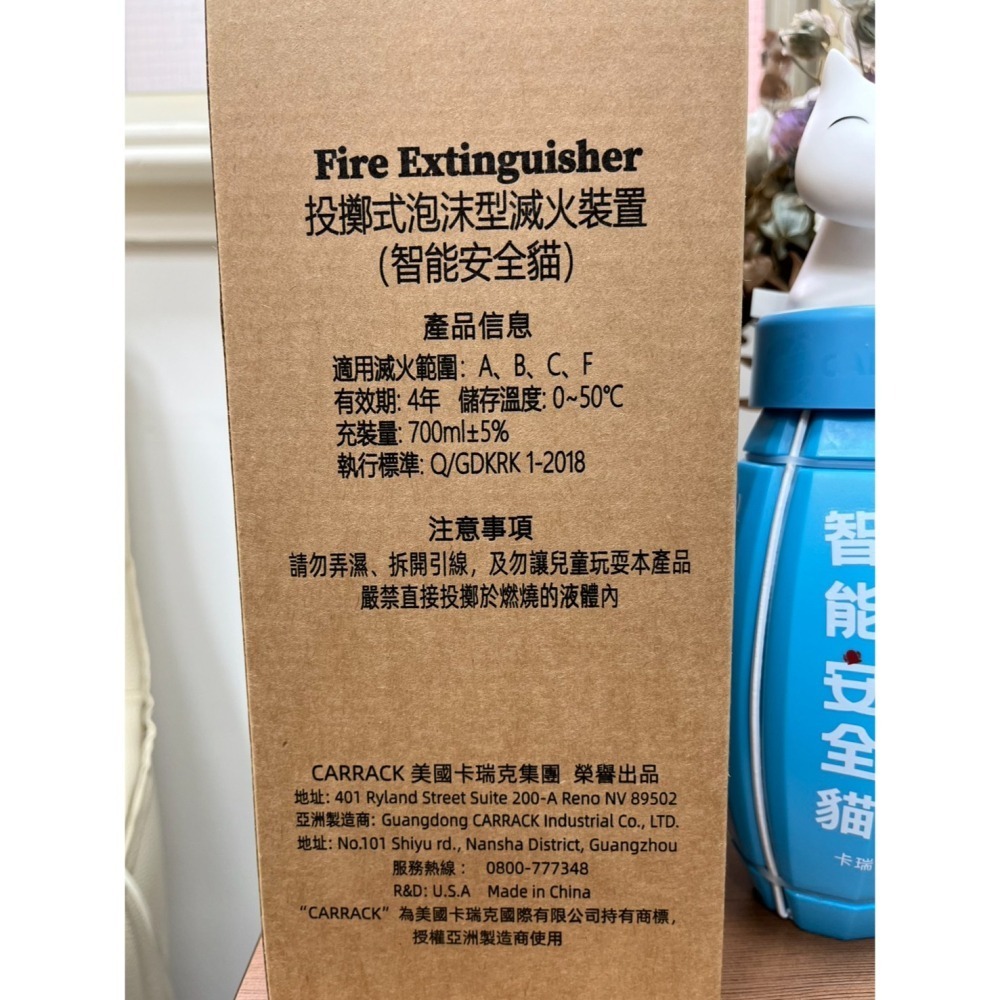 Fire Extinguisher
投擲式泡沫型滅火裝置
(智能安全貓)
產品信息
適用滅火範圍: A、B、C、F
有效期: 4年 儲存溫度: 0~50℃
充裝量: 700ml±5%
執行標準: Q/GDKRK 1-2018
注意事項
請勿弄濕、拆開引線，及勿讓兒童玩耍本產品
嚴禁直接投擲於燃燒的液體內
CARRACK 美國卡瑞克集團 榮譽出品
地址: 401 Ryland Street Suite 200-A Reno NV 89502
亞洲製造商: Guangdong CARRACK Industrial Co., LTD.
地址: No.101 Shiyu rd., Nansha District, Guangzhou
服務熱線： 0800-777348
R&D: U.S.A Made in China
“CARRACK” 為美國卡瑞克國際有限公司持有商標，
授權亞洲製造商使用
智能安全貓
卡瑞